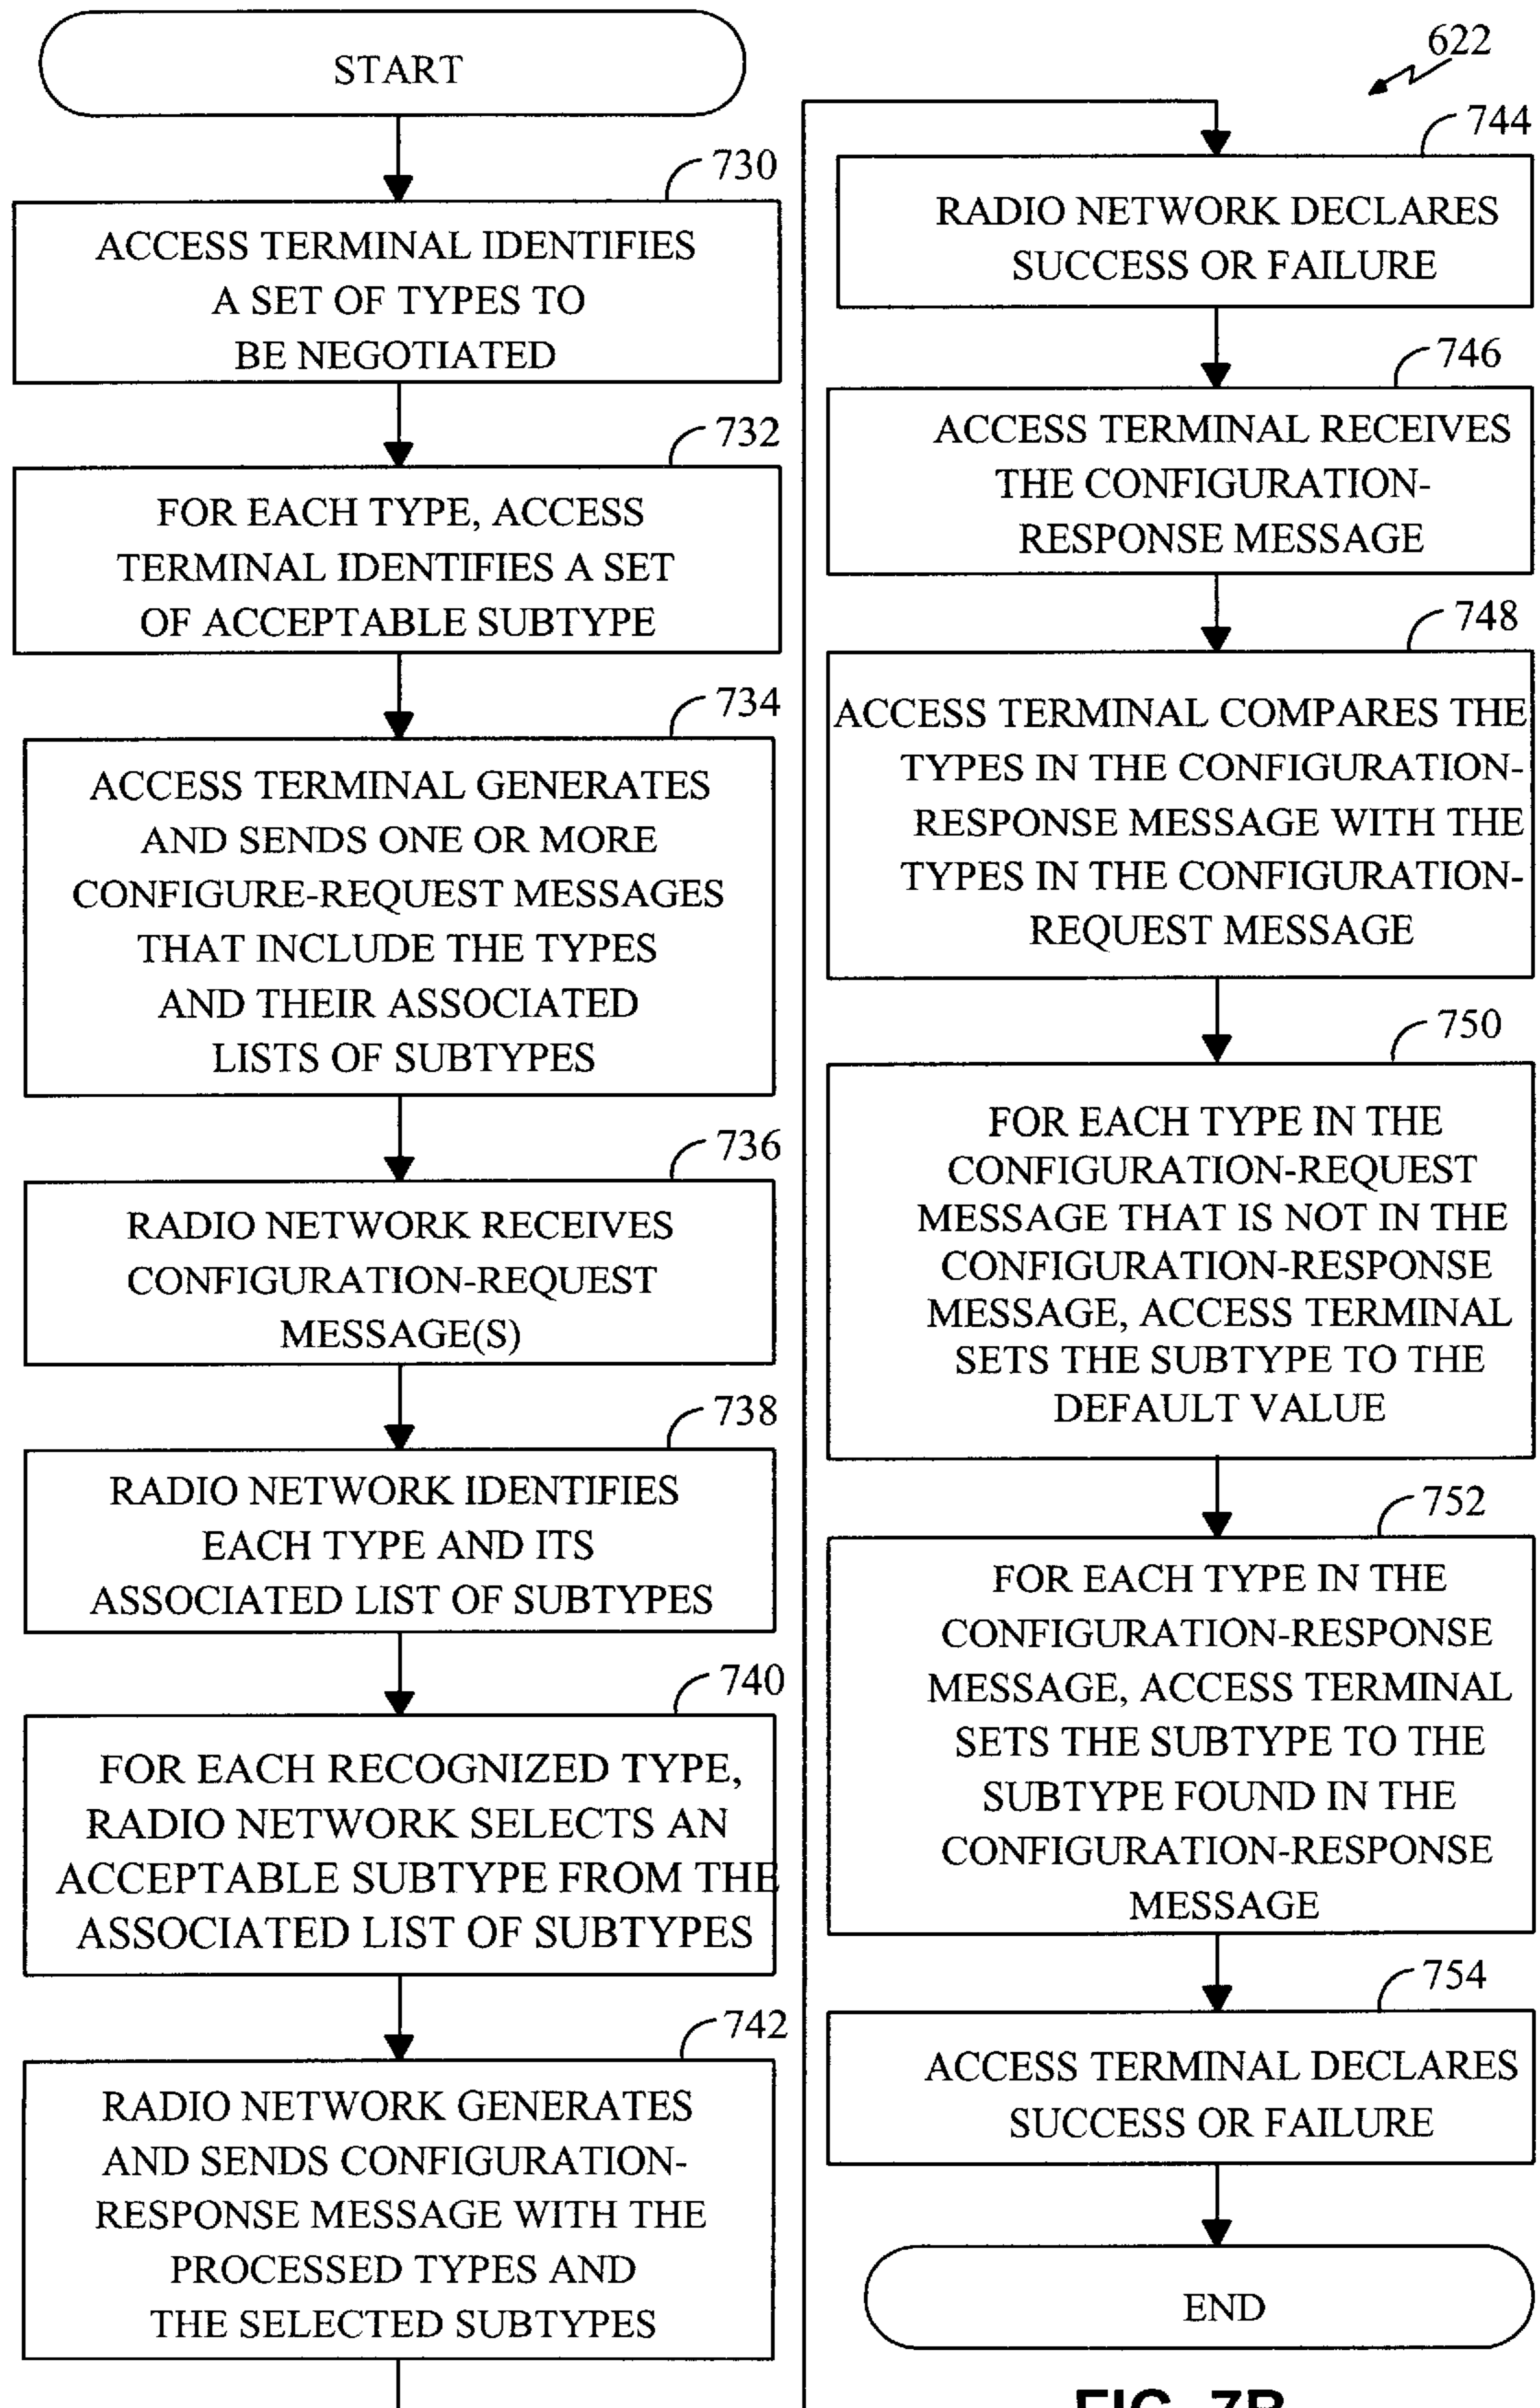 START
730
ACCESS TERMINAL IDENTIFIES
A SET OF TYPES TO
BE NEGOTIATED
732
FOR EACH TYPE, ACCESS
TERMINAL IDENTIFIES A SET
OF ACCEPTABLE SUBTYPE
734
ACCESS TERMINAL GENERATES
AND SENDS ONE OR MORE
CONFIGURE-REQUEST MESSAGES
THAT INCLUDE THE TYPES
AND THEIR ASSOCIATED
LISTS OF SUBTYPES
736
RADIO NETWORK RECEIVES
CONFIGURATION-REQUEST
MESSAGE(S)
738
RADIO NETWORK IDENTIFIES
EACH TYPE AND ITS
ASSOCIATED LIST OF SUBTYPES
740
FOR EACH RECOGNIZED TYPE,
RADIO NETWORK SELECTS AN
ACCEPTABLE SUBTYPE FROM THE
ASSOCIATED LIST OF SUBTYPES
742
RADIO NETWORK GENERATES
AND SENDS CONFIGURATION-
RESPONSE MESSAGE WITH THE
PROCESSED TYPES AND
THE SELECTED SUBTYPES
622
744
RADIO NETWORK DECLARES
SUCCESS OR FAILURE
746
ACCESS TERMINAL RECEIVES
THE CONFIGURATION-
RESPONSE MESSAGE
748
ACCESS TERMINAL COMPARES THE
TYPES IN THE CONFIGURATION-
RESPONSE MESSAGE WITH THE
TYPES IN THE CONFIGURATION-
REQUEST MESSAGE
750
FOR EACH TYPE IN THE
CONFIGURATION-REQUEST
MESSAGE THAT IS NOT IN THE
CONFIGURATION-RESPONSE
MESSAGE, ACCESS TERMINAL
SETS THE SUBTYPE TO THE
DEFAULT VALUE
752
FOR EACH TYPE IN THE
CONFIGURATION-RESPONSE
MESSAGE, ACCESS TERMINAL
SETS THE SUBTYPE TO THE
SUBTYPE FOUND IN THE
CONFIGURATION-RESPONSE
MESSAGE
754
ACCESS TERMINAL DECLARES
SUCCESS OR FAILURE
END
FIG. 7B